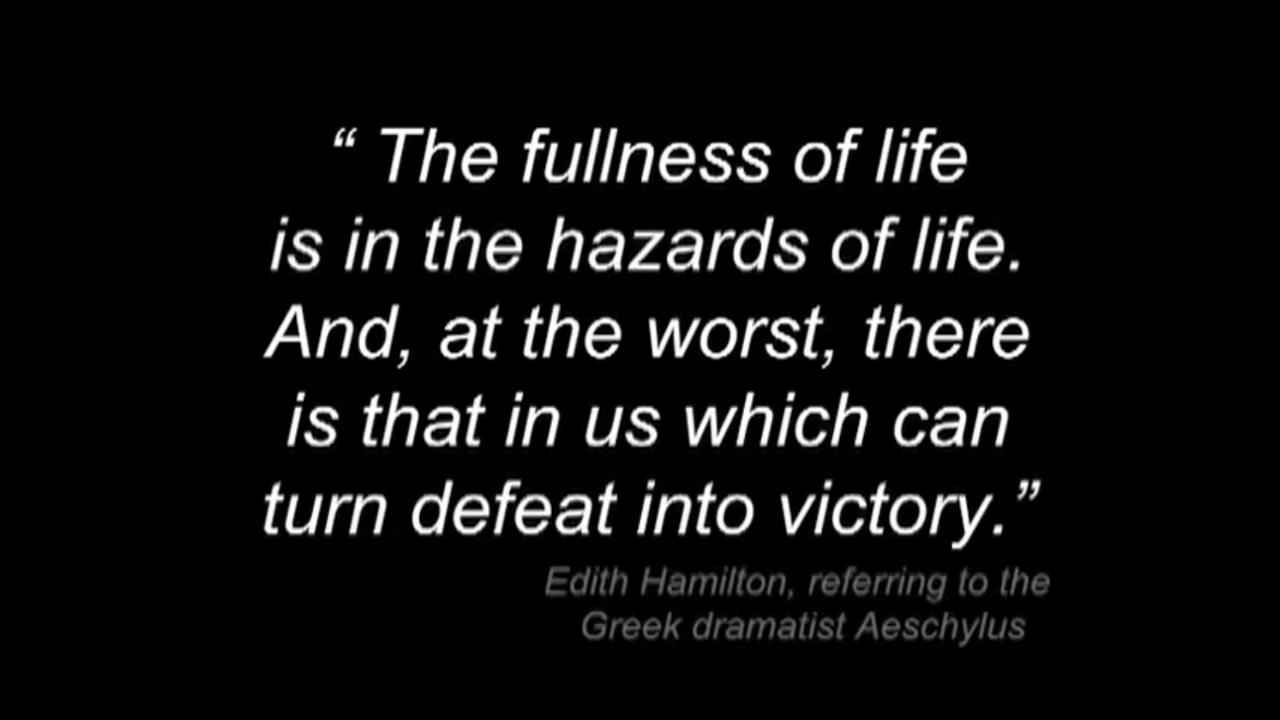 “ The fullness of life
is in the hazards of life.
And, at the worst, there
is that in us which can
turn defeat into victory.”
Edith Hamilton, referring to the
Greek dramatist Aeschylus